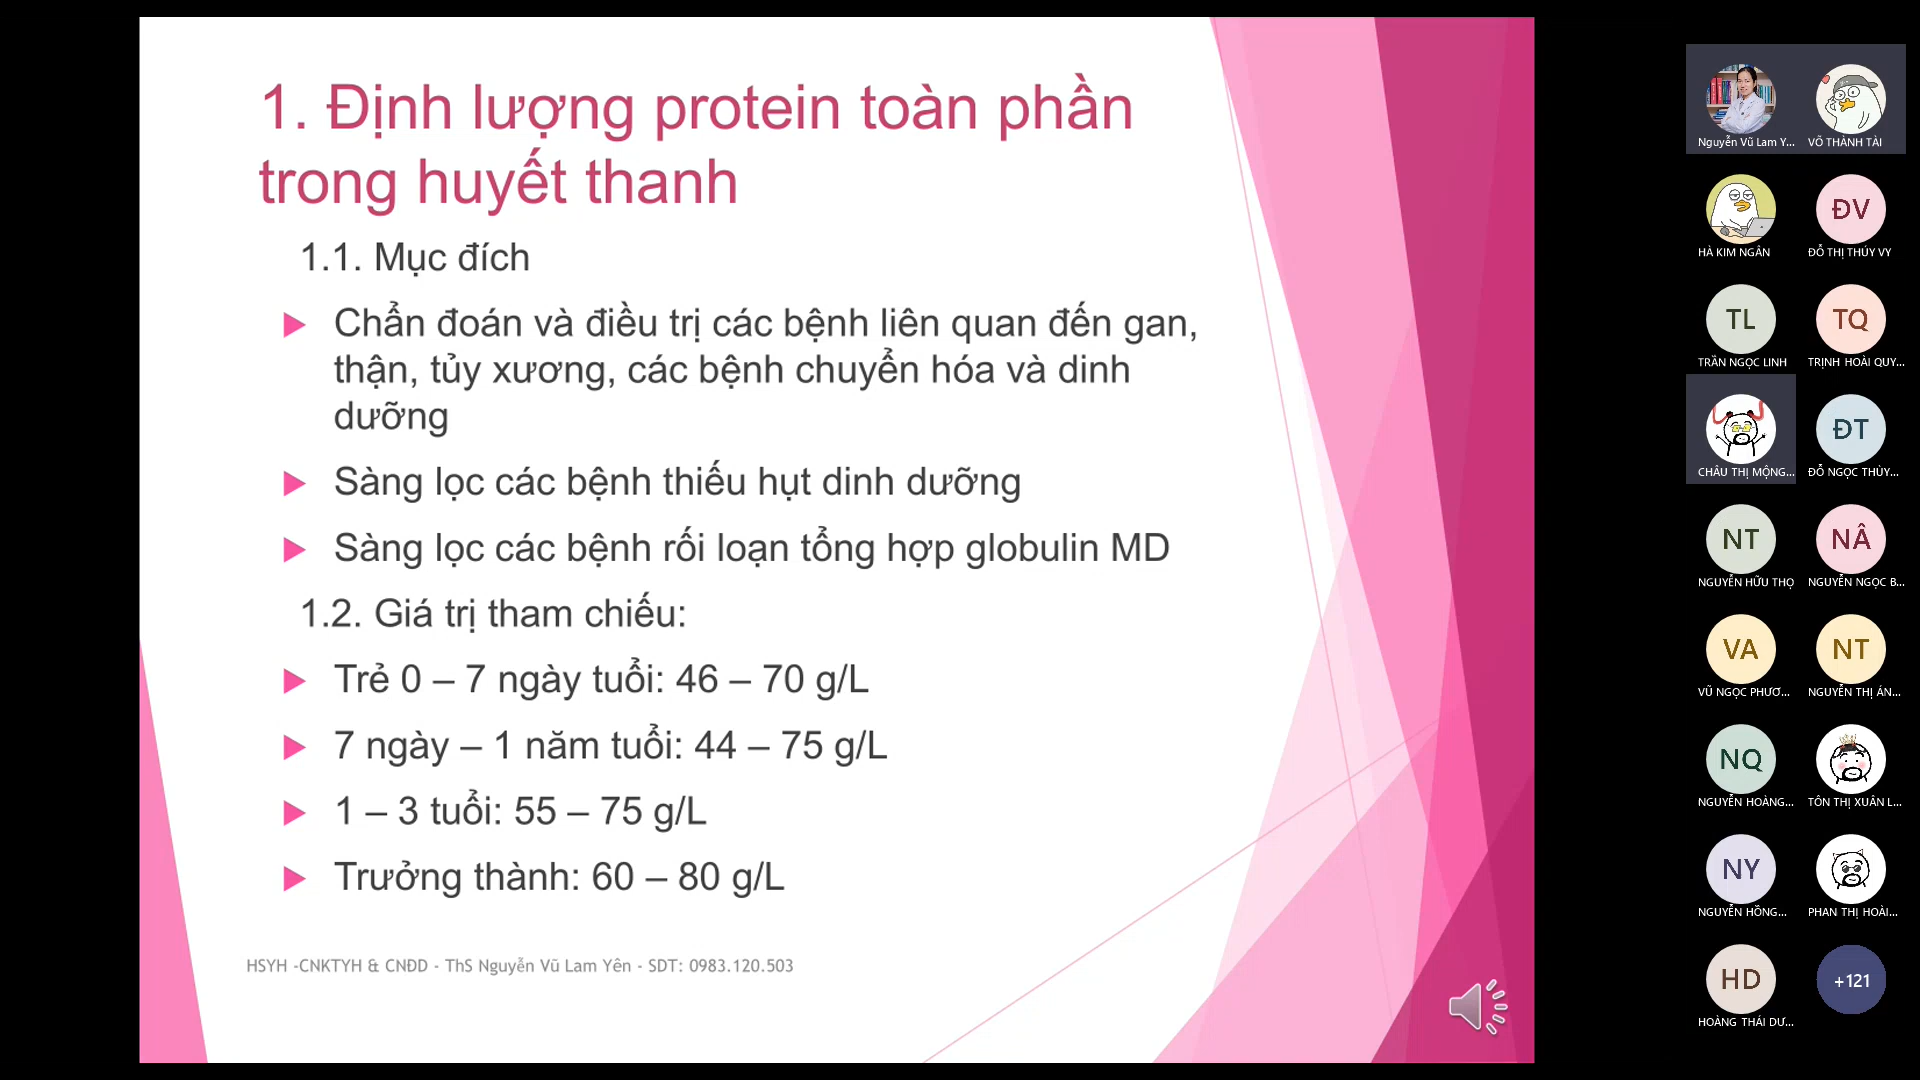 1. Định lượng protein toàn phần
trong huyết thanh
1.1. Mục đích
Chẩn đoán và điều trị các bệnh liên quan đến gan,
thận, tủy xương, các bệnh chuyển hóa và dinh
dưỡng
Sàng lọc các bệnh thiếu hụt dinh dưỡng
Sàng lọc các bệnh rối loạn tổng hợp globulin MD
1.2. Giá trị tham chiếu:
Trẻ 0 – 7 ngày tuổi: 46 – 70 g/L
7 ngày – 1 năm tuổi: 44 – 75 g/L
1 – 3 tuổi: 55 – 75 g/L
Trưởng thành: 60 – 80 g/L
HSYH -CNKTYH & CNĐD - ThS Nguyễn Vũ Lam Yên - SDT: 0983.120.503
Nguyễn Vũ Lam Y...
VÕ THÀNH TÀI
HÀ KIM NGÂN
ĐV
ĐỖ THỊ THÚY VY
TL
TRẦN NGỌC LINH
TQ
TRỊNH HOÀI QUY...
CHÂU THỊ MỘNG...
ĐT
ĐỖ NGỌC THÙY...
NT
NGUYỄN HỮU THỌ
NÂ
NGUYỄN NGỌC B...
VA
VŨ NGỌC PHƯƠ...
NT
NGUYỄN THỊ ÁN...
NQ
NGUYỄN HOÀNG...
TÔN THỊ XUÂN L...
NY
NGUYỄN HỒNG...
PHAN THỊ HOÀI...
HD
HOÀNG THÁI DƯ...
+121